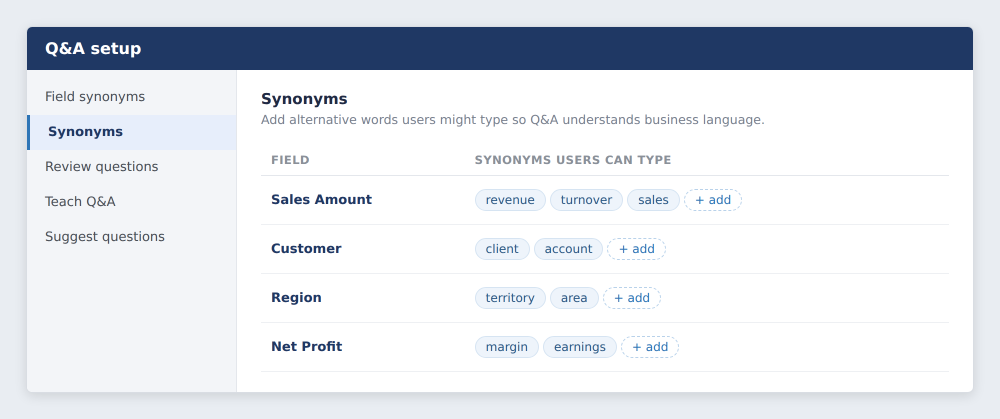 Q&A setup
Field synonyms
Synonyms
Review questions
Teach Q&A
Suggest questions
Synonyms
Add alternative words users might type so Q&A understands business language.
FIELD SYNONYMS USERS CAN TYPE
Sales Amount revenue turnover sales + add
Customer client account + add
Region territory area + add
Net Profit margin earnings + add